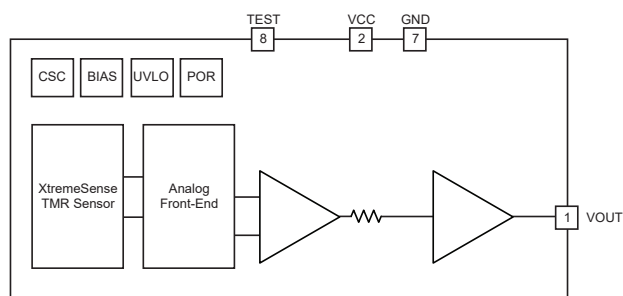 TEST VCC GND
8 2 7
CSC BIAS UVLO POR
XtremeSense
TMR Sensor
Analog
Front-End
1 VOUT